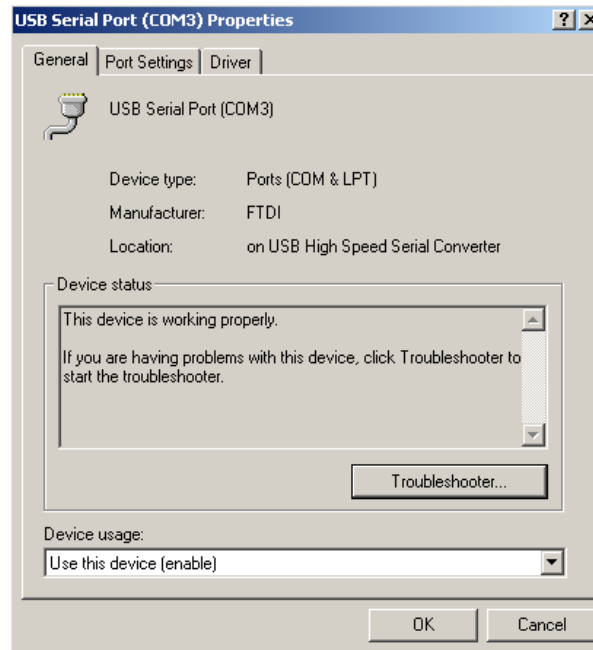 USB Serial Port (COM3) Properties
General Port Settings Driver
USB Serial Port (COM3)
Device type: Ports (COM & LPT)
Manufacturer: FTDI
Location: on USB High Speed Serial Converter
Device status
This device is working properly.
If you are having problems with this device, click Troubleshooter to
start the troubleshooter.
Troubleshooter...
Device usage:
Use this device (enable)
OK Cancel